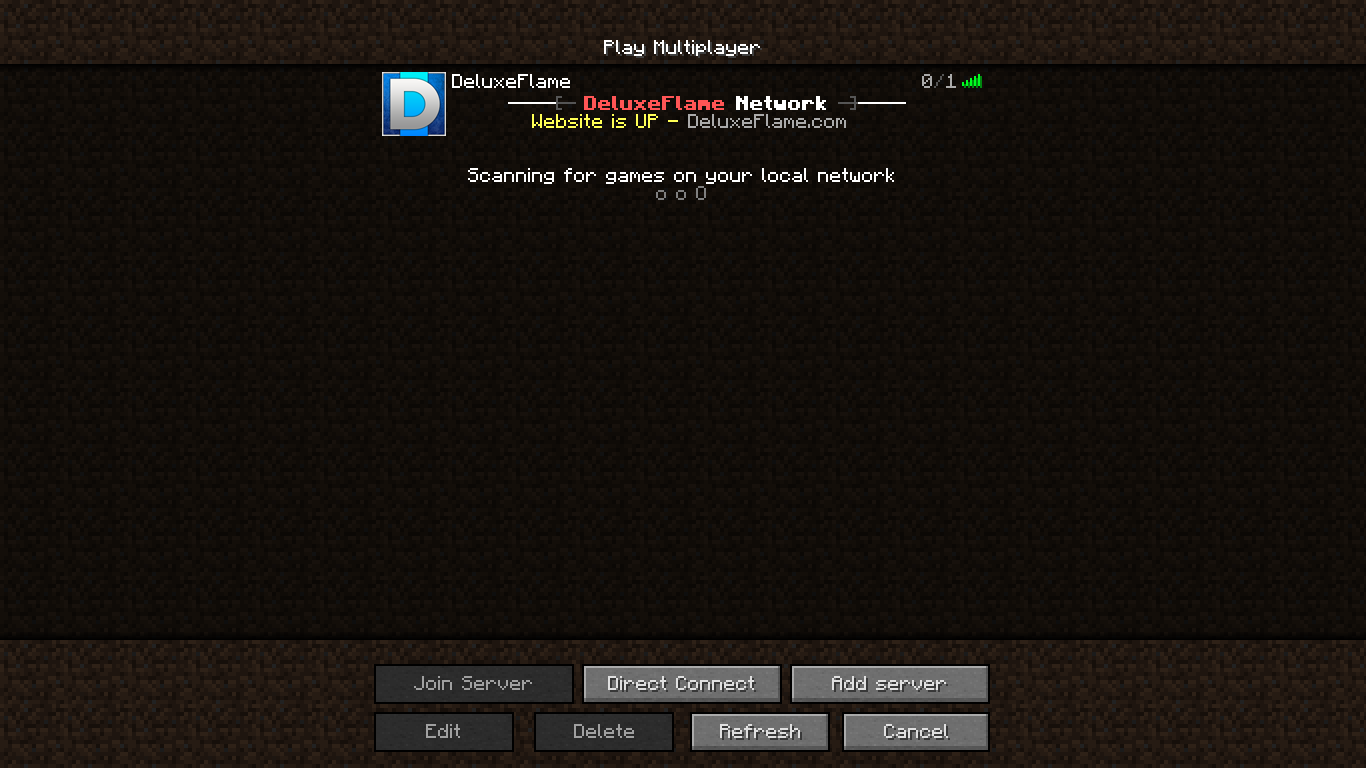 Play Multiplayer
DeluxeFlame 0/1
[ DeluxeFlame Network ]
Website is UP - DeluxeFlame.com
D
Scanning for games on your local network
o o O
Join Server Direct Connect Add server
Edit Delete Refresh Cancel